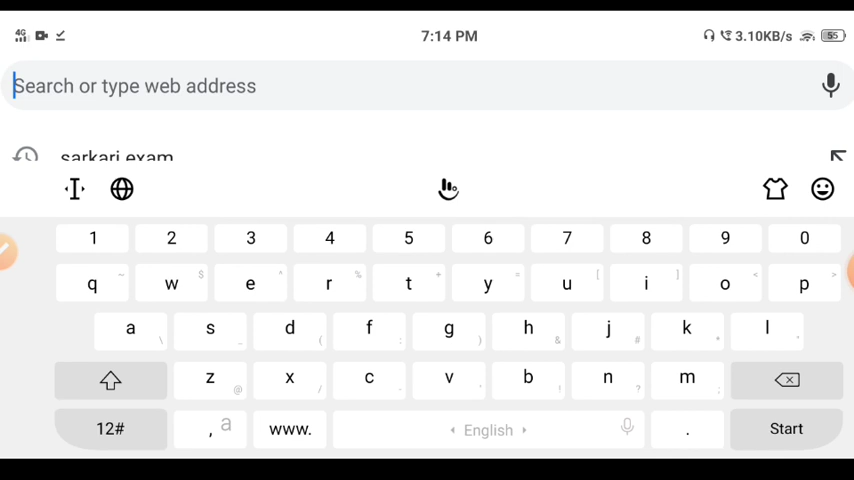 4G 7:14 PM 3.10KB/s 55
Search or type web address
sarkari exam
1 2 3 4 5 6 7 8 9 0
q ~ w $ e ^ r % t + y = u [ i ] o < p >
a \ s _ d ( f : g ) h & j # k * l '
z @ x / c - v . b ! n ? m ;
12# , a www. English . Start